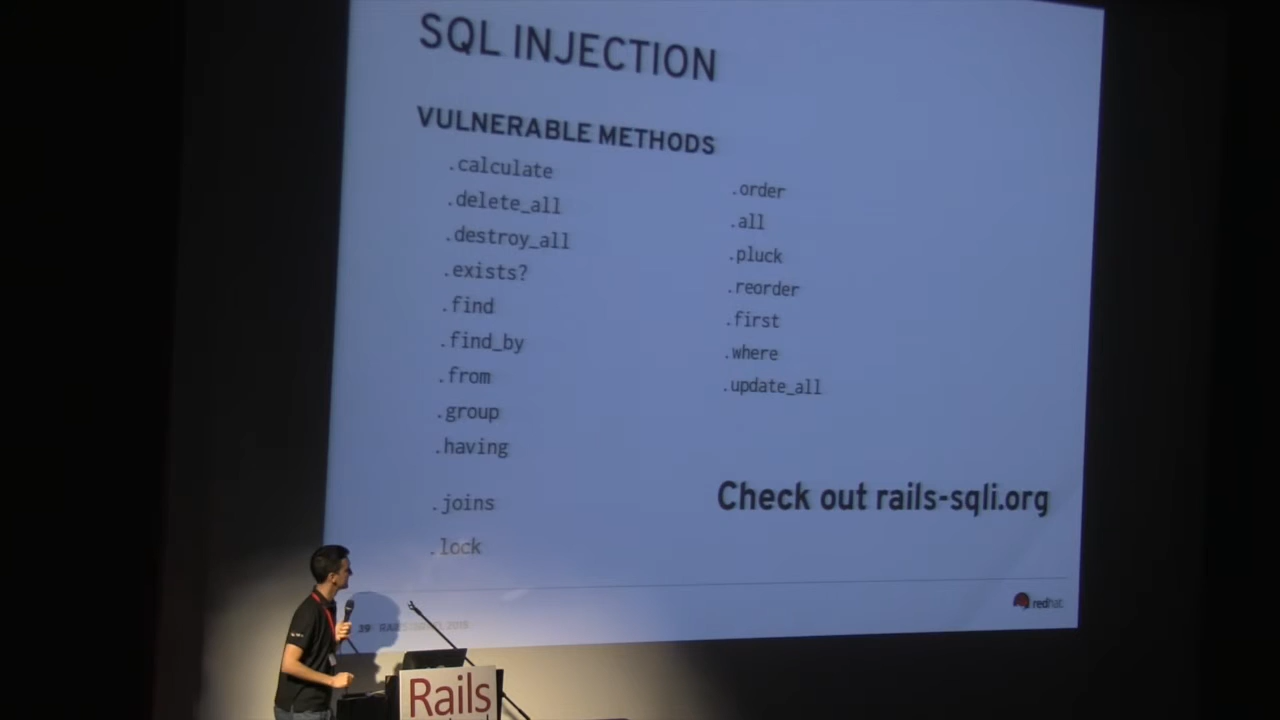 SQL INJECTION
VULNERABLE METHODS
.calculate
.delete_all
.destroy_all
.exists?
.find
.find_by
.from
.group
.having
.joins
.lock
.order
.all
.pluck
.reorder
.first
.where
.update_all
Check out rails-sqli.org
redhat
39
Rails